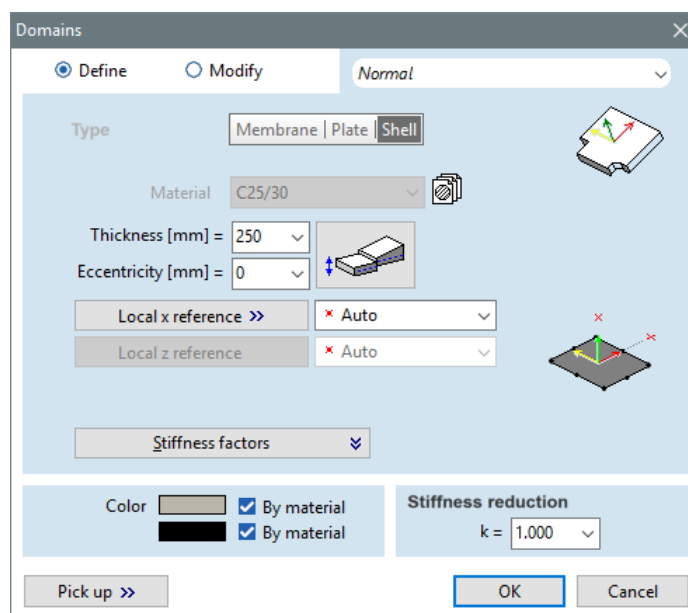 Domains
Define Modify Normal
Type Membrane | Plate | Shell
Material C25/30
Thickness [mm] = 250
Eccentricity [mm] = 0
Local x reference >> × Auto
Local z reference × Auto
Stiffness factors
Color By material
By material
Stiffness reduction
k = 1.000
Pick up >> OK Cancel